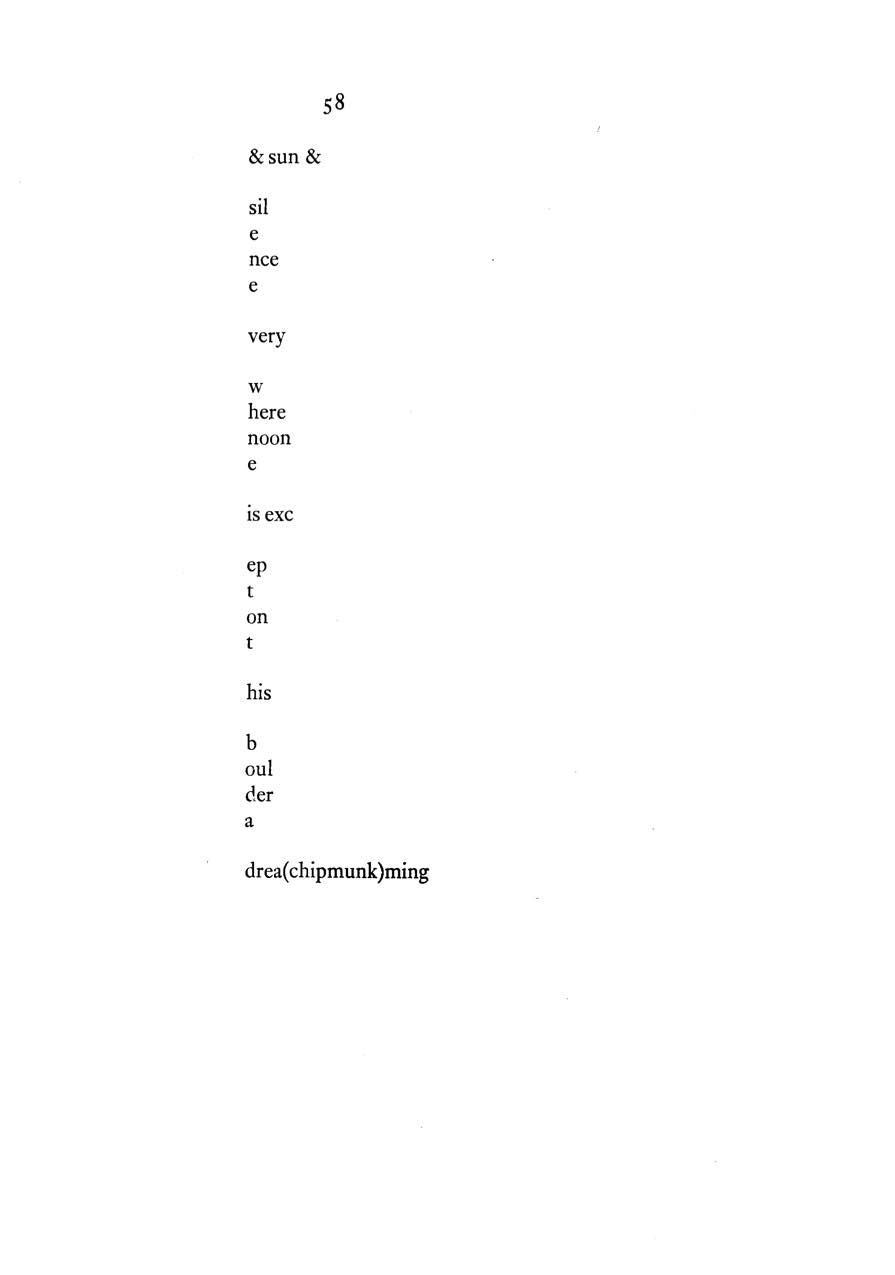 58
& sun &
sil
e
nce
e
very
w
here
noon
e
is exc
ep
t
on
t
his
b
oul
der
a
drea(chipmunk)ming